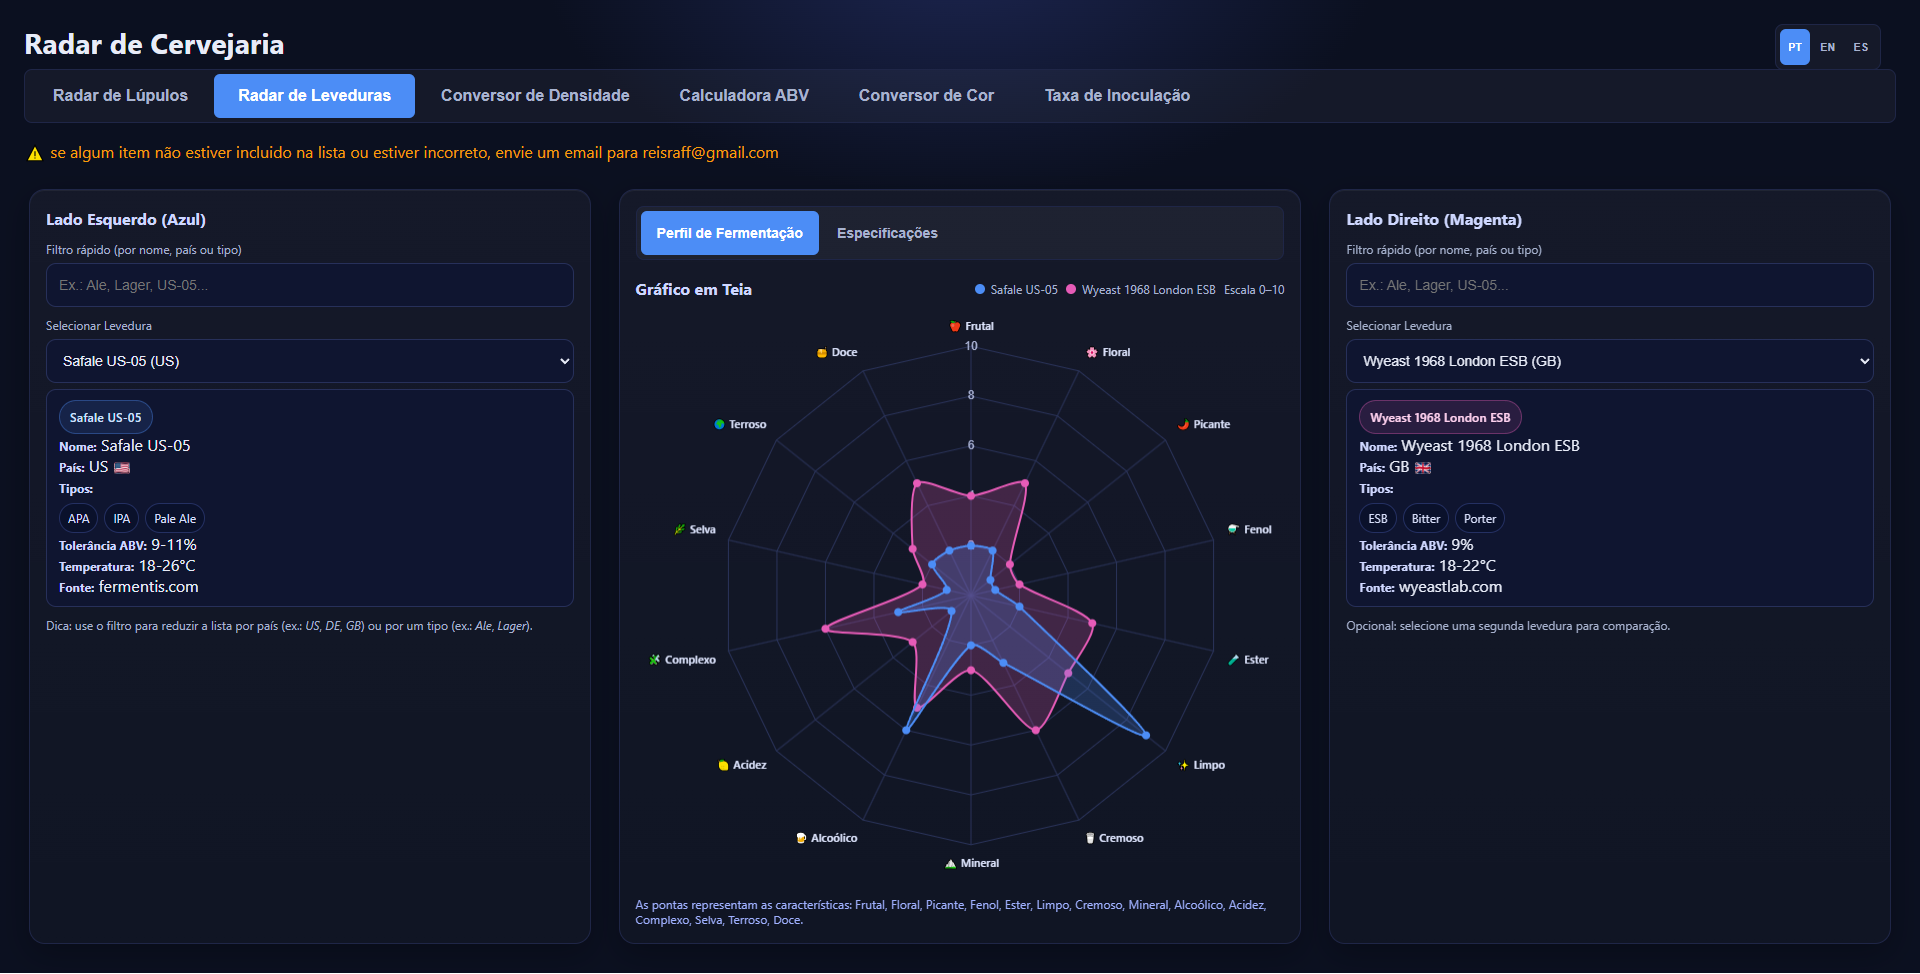 Radar de Cervejaria
PT EN ES
Radar de Lúpulos Radar de Leveduras Conversor de Densidade Calculadora ABV Conversor de Cor Taxa de Inoculação
se algum item não estiver incluido na lista ou estiver incorreto, envie um email para reisraff@gmail.com
Lado Esquerdo (Azul)
Filtro rápido (por nome, país ou tipo)
Ex.: Ale, Lager, US-05...
Selecionar Levedura
Safale US-05 (US)
Safale US-05
Nome: Safale US-05
País: US
Tipos:
APA IPA Pale Ale
Tolerância ABV: 9-11%
Temperatura: 18-26°C
Fonte: fermentis.com
Dica: use o filtro para reduzir a lista por país (ex.: US, DE, GB) ou por um tipo (ex.: Ale, Lager).
Perfil de Fermentação Especificações
Gráfico em Teia
Safale US-05 Wyeast 1968 London ESB Escala 0–10
Frutal
10
Doce
Floral
8
Terroso
Picante
6
4
Selva
Fenol
2
Complexo
Ester
Acidez
Limpo
Alcoólico
Cremoso
Mineral
As pontas representam as características: Frutal, Floral, Picante, Fenol, Ester, Limpo, Cremoso, Mineral, Alcoólico, Acidez,
Complexo, Selva, Terroso, Doce.
Lado Direito (Magenta)
Filtro rápido (por nome, país ou tipo)
Ex.: Ale, Lager, US-05...
Selecionar Levedura
Wyeast 1968 London ESB (GB)
Wyeast 1968 London ESB
Nome: Wyeast 1968 London ESB
País: GB
Tipos:
ESB Bitter Porter
Tolerância ABV: 9%
Temperatura: 18-22°C
Fonte: wyeastlab.com
Opcional: selecione uma segunda levedura para comparação.